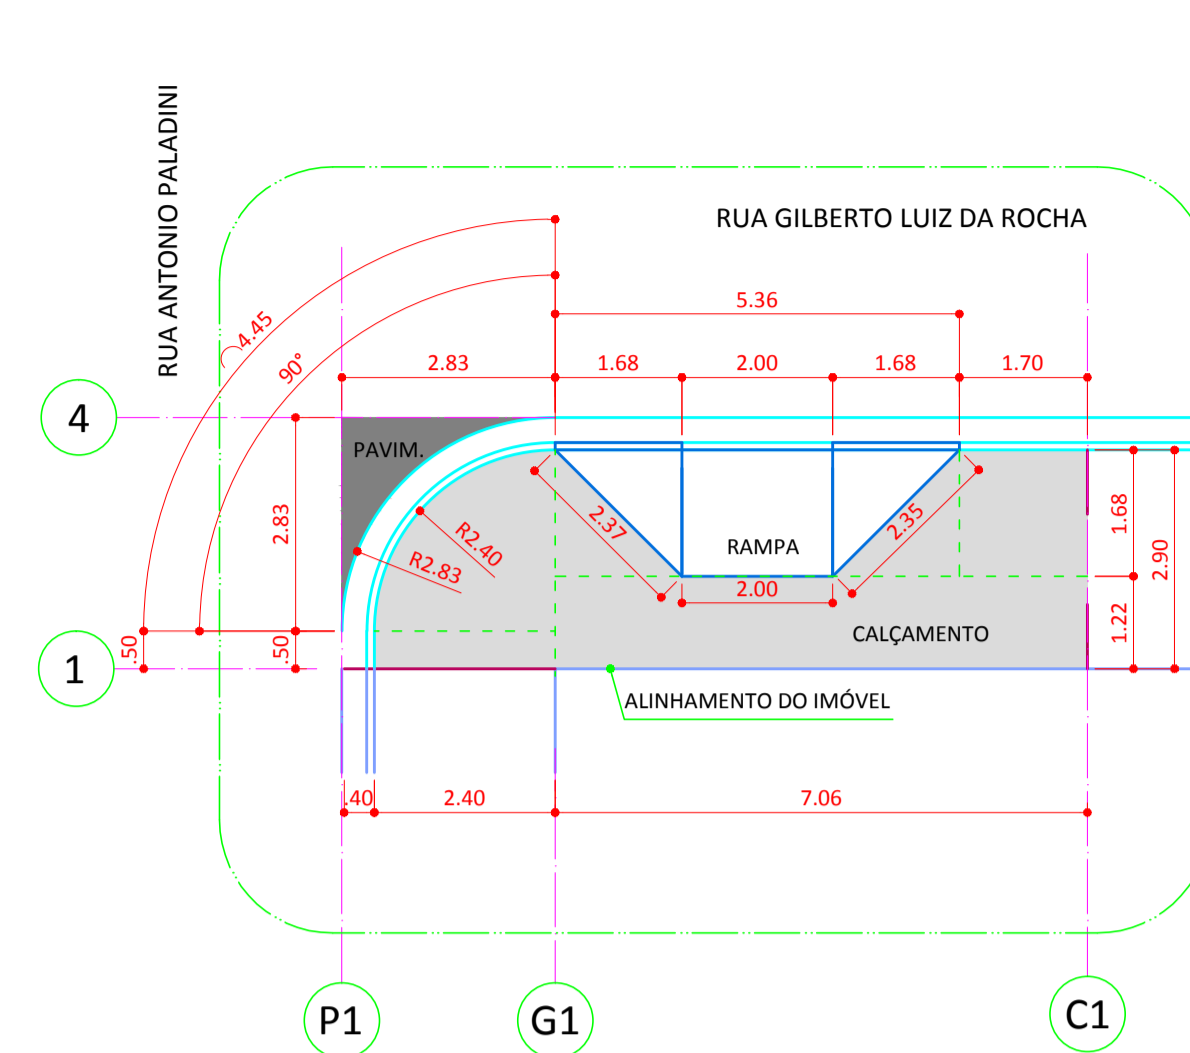 RUA ANTONIO PALADINI
RUA GILBERTO LUIZ DA ROCHA
5.36
4.45
90°
2.83
1.68
2.00
1.68
1.70
4
PAVIM.
2.83
R2.40
R2.83
2.37
RAMPA
2.35
2.00
1.68
2.90
1.22
CALÇAMENTO
.50
.50
1
ALINHAMENTO DO IMÓVEL
.40
2.40
7.06
P1
G1
C1